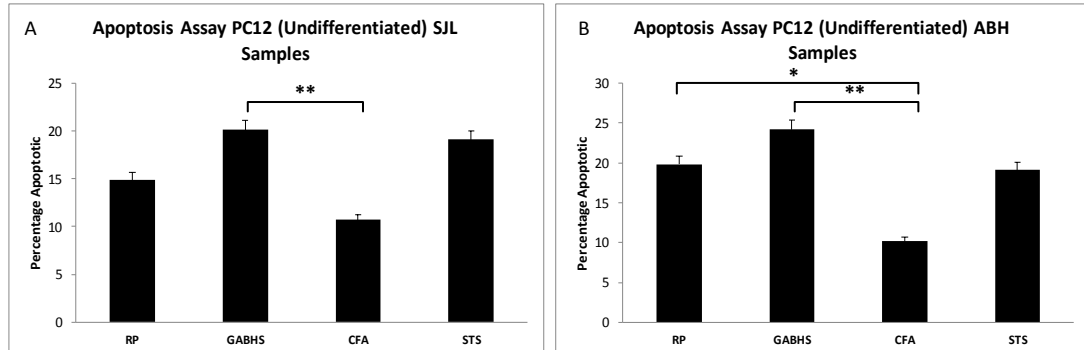 A
Apoptosis Assay PC12 (Undifferentiated) SJL
Samples
Percentage Apoptotic
25
20
15
10
5
0
**
RP GABHS CFA STS
B
Apoptosis Assay PC12 (Undifferentiated) ABH
Samples
Percentage Apoptotic
30
25
20
15
10
5
0
*
**
RP GABHS CFA STS